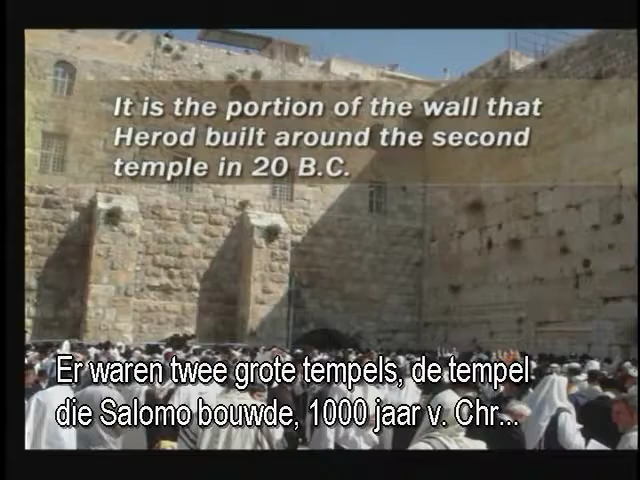 It is the portion of the wall that
Herod built around the second
temple in 20 B.C.
Er waren twee grote tempels, de tempel
die Salomo bouwde, 1000 jaar v. Chr...